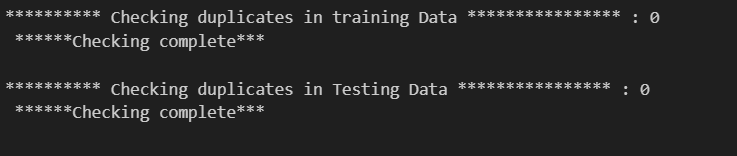 ********** Checking duplicates in training Data **************** : 0
 ******Checking complete***
********** Checking duplicates in Testing Data **************** : 0
 ******Checking complete***